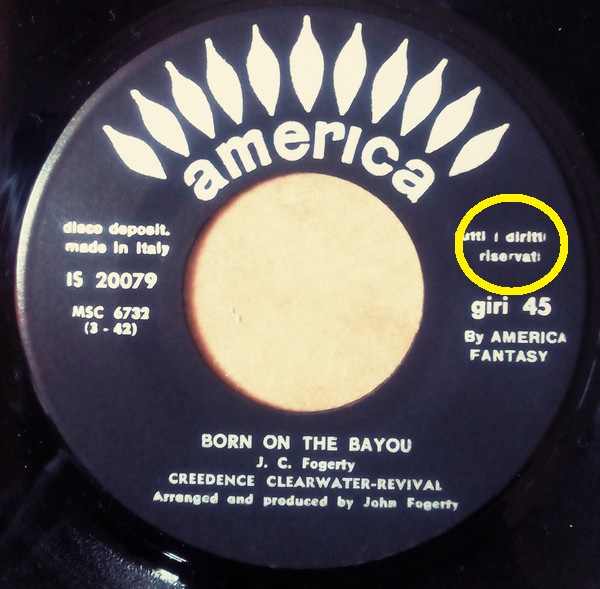 america
disco deposit.
made in Italy
IS 20079
MSC 6732
(3 - 42)
utti i diritti
riservati
giri 45
By AMERICA
FANTASY
BORN ON THE BAYOU
J. C. Fogerty
CREEDENCE CLEARWATER-REVIVAL
Arranged and produced by John Fogerty